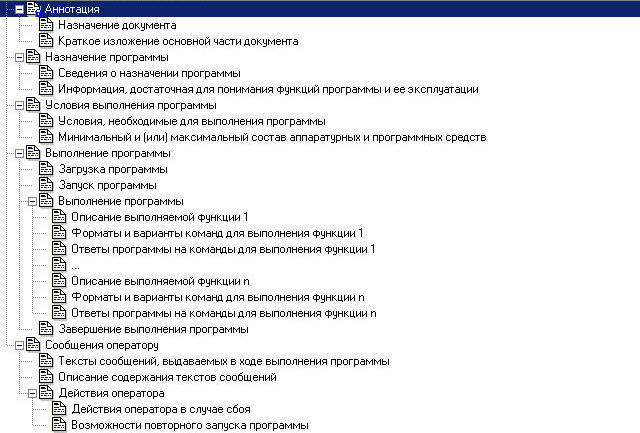 Аннотация
Назначение документа
Краткое изложение основной части документа
Назначение программы
Сведения о назначении программы
Информация, достаточная для понимания функций программы и ее эксплуатации
Условия выполнения программы
Условия, необходимые для выполнения программы
Минимальный и (или) максимальный состав аппаратурных и программных средств
Выполнение программы
Загрузка программы
Запуск программы
Выполнение программы
Описание выполняемой функции 1
Форматы и варианты команд для выполнения функции 1
Ответы программы на команды для выполнения функции 1
...
Описание выполняемой функции n
Форматы и варианты команд для выполнения функции n
Ответы программы на команды для выполнения функции n
Завершение выполнения программы
Сообщения оператору
Тексты сообщений, выдаваемых в ходе выполнения программы
Описание содержания текстов сообщений
Действия оператора
Действия оператора в случае сбоя
Возможности повторного запуска программы